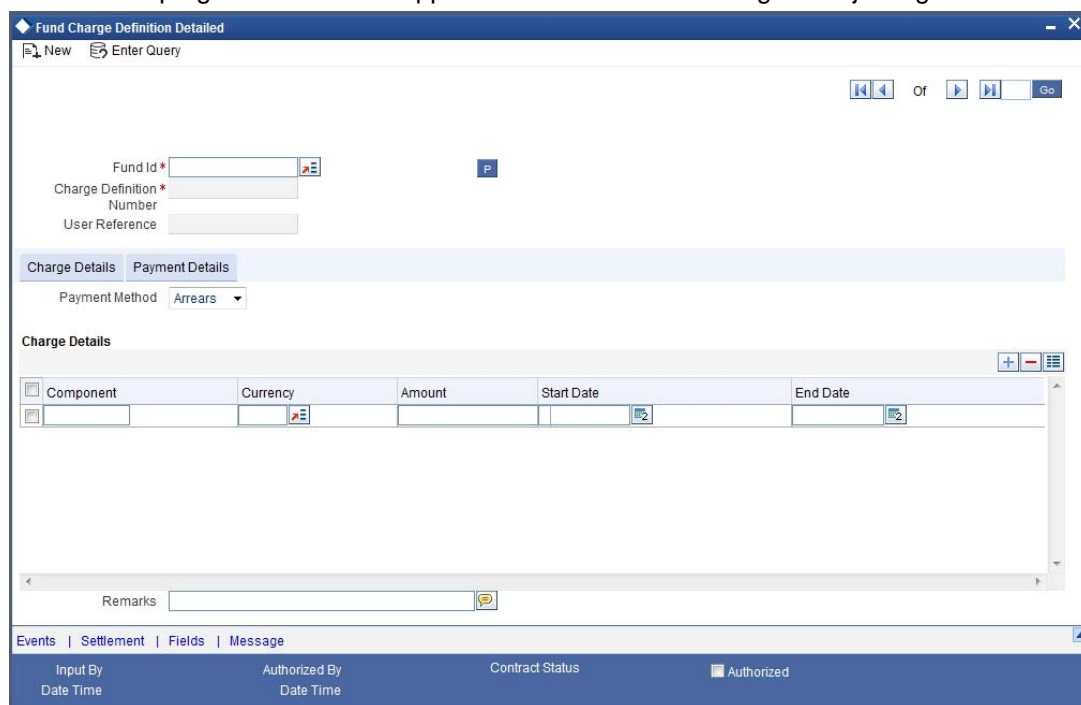 Fund Charge Definition Detailed
New Enter Query
Of Go
Fund Id *
P
Charge Definition *
Number
User Reference
Charge Details Payment Details
Payment Method Arrears
Charge Details
Component Currency Amount Start Date End Date
Remarks
Events | Settlement | Fields | Message
Input By Authorized By Contract Status Authorized
Date Time Date Time